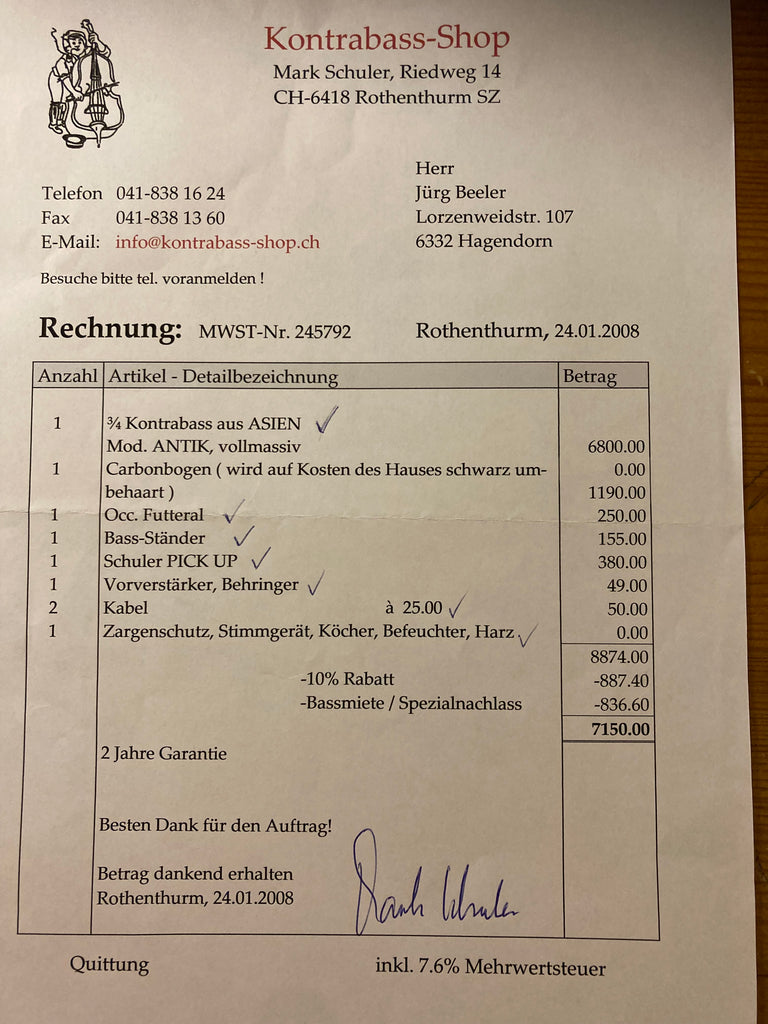 Kontrabass-Shop
Mark Schuler, Riedweg 14
CH-6418 Rothenthurm SZ
Telefon 041-838 16 24
Fax 041-838 13 60
E-Mail: info@kontrabass-shop.ch
Besuche bitte tel. voranmelden !
Herr
Jürg Beeler
Lorzenweidstr. 107
6332 Hagendorn
Rechnung: MWST-Nr. 245792 Rothenthurm, 24.01.2008
Anzahl Artikel - Detailbezeichnung Betrag
1 ¾ Kontrabass aus ASIEN ✓
Mod. ANTIK, vollmassiv 6800.00
1 Carbonbogen ( wird auf Kosten des Hauses schwarz um- 0.00
behaart ) 1190.00
1 Occ. Futteral ✓ 250.00
1 Bass-Ständer ✓ 155.00
1 Schuler PICK UP ✓ 380.00
1 Vorverstärker, Behringer ✓ 49.00
2 Kabel à 25.00 ✓ 50.00
1 Zargenschutz, Stimmgerät, Köcher, Befeuchter, Harz ✓ 0.00
8874.00
-10% Rabatt -887.40
-Bassmiete / Spezialnachlass -836.60
7150.00
2 Jahre Garantie
Besten Dank für den Auftrag!
Betrag dankend erhalten
Rothenthurm, 24.01.2008
Mark Schuler
Quittung inkl. 7.6% Mehrwertsteuer